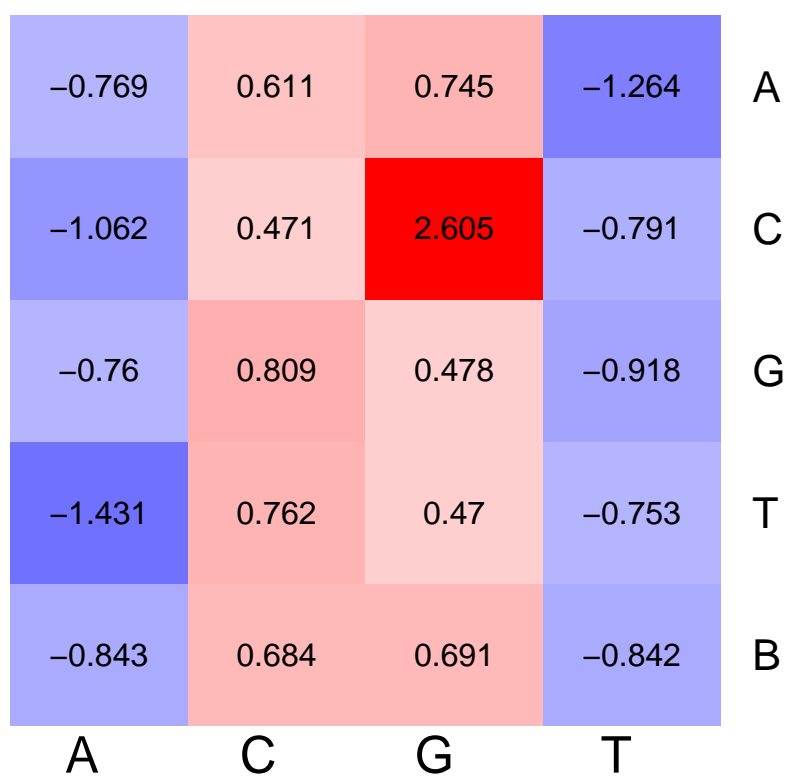 −0.769 0.611 0.745 −1.264 A
−1.062 0.471 2.605 −0.791 C
−0.76 0.809 0.478 −0.918 G
−1.431 0.762 0.47 −0.753 T
−0.843 0.684 0.691 −0.842 B
A C G T